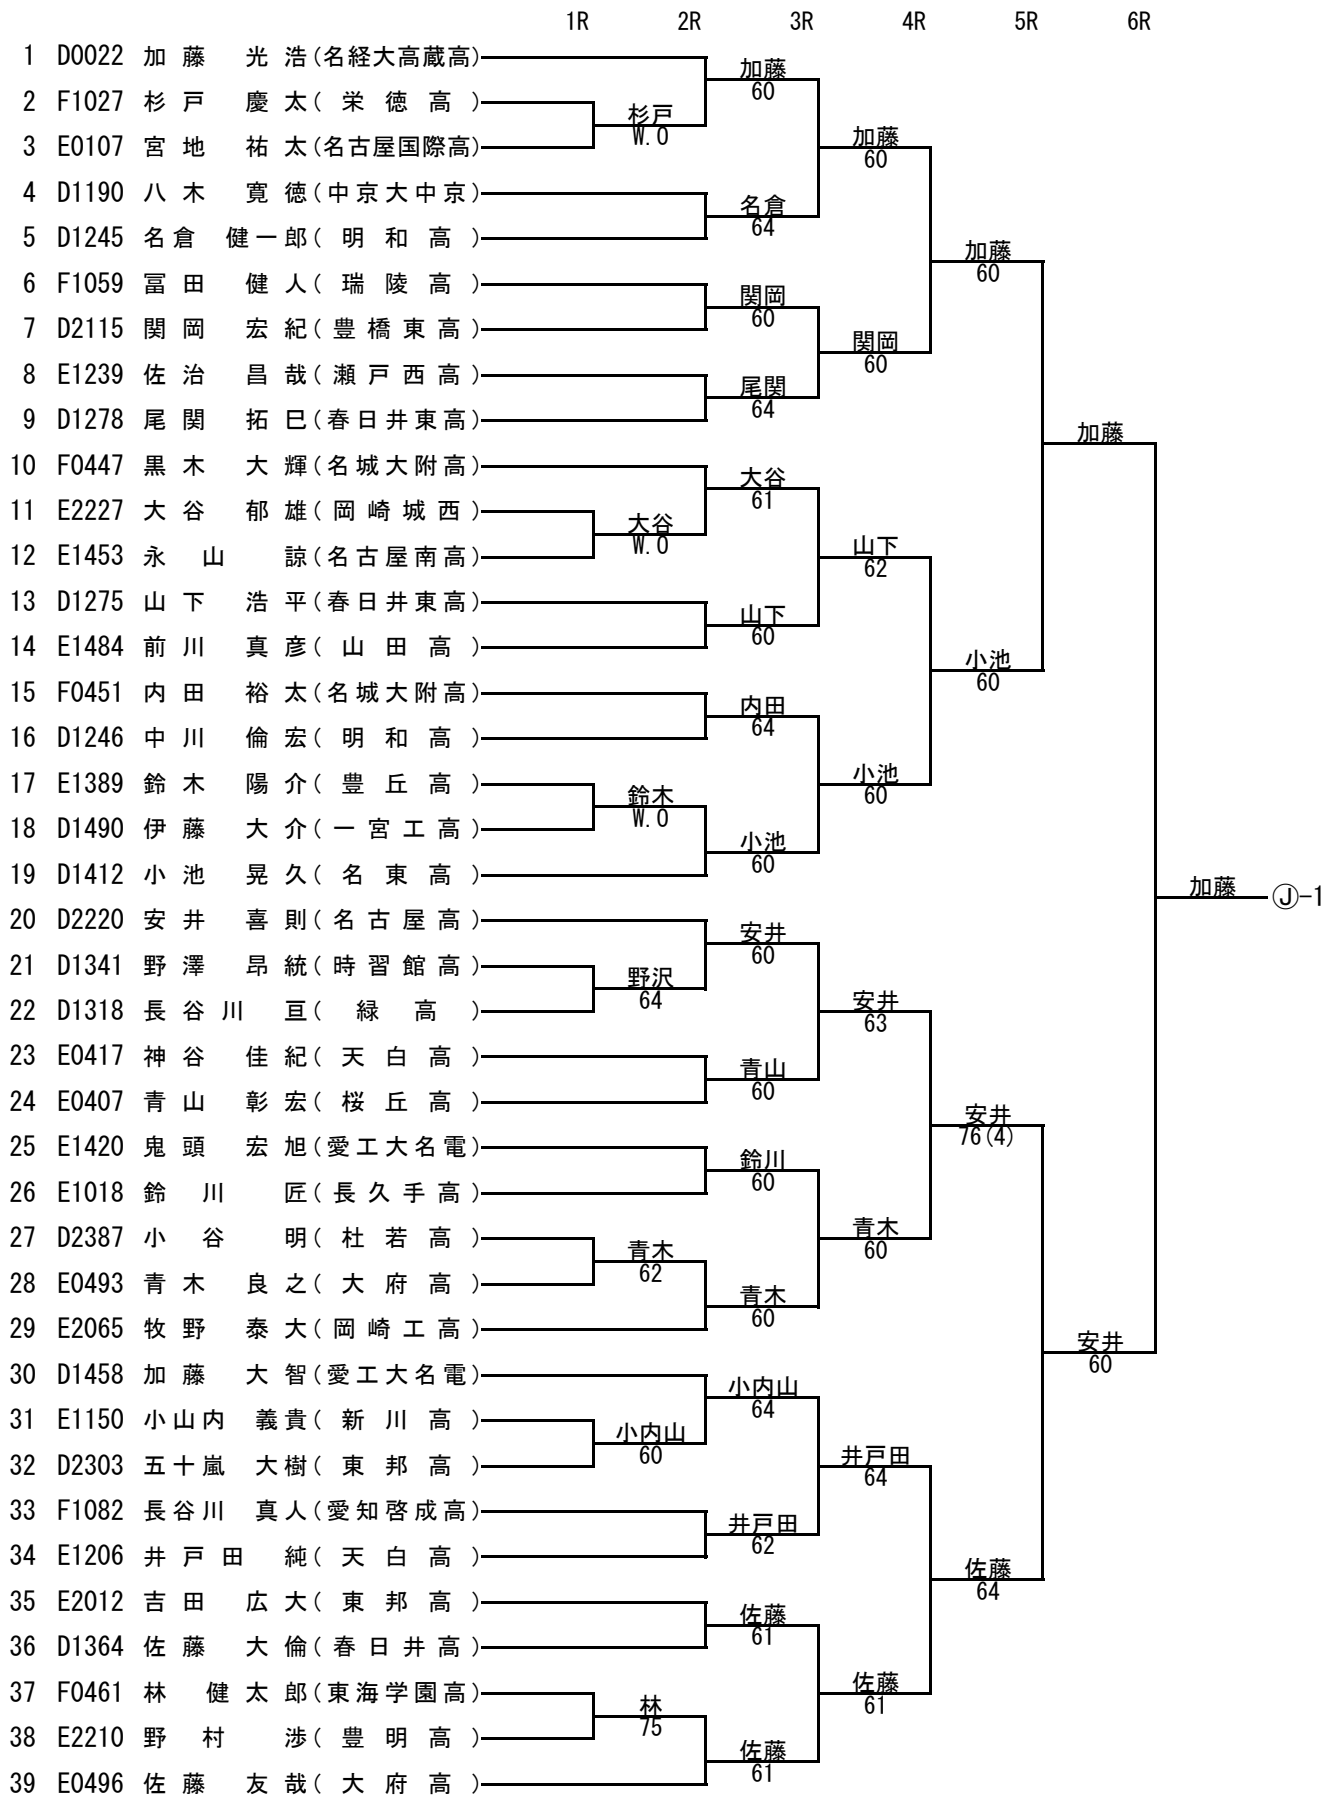 1R 2R 3R 4R 5R 6R
1 D0022 加藤 光浩(名経大高蔵高)
加藤
60
2 F1027 杉戸 慶太(栄徳高)
杉戸
W.0
加藤
60
3 E0107 宮地 祐太(名古屋国際高)
4 D1190 八木 寛徳(中京大中京)
名倉
64
5 D1245 名倉 健一郎(明和高)
加藤
60
6 F1059 冨田 健人(瑞陵高)
関岡
60
7 D2115 関岡 宏紀(豊橋東高)
関岡
60
8 E1239 佐治 昌哉(瀬戸西高)
尾関
64
9 D1278 尾関 拓巳(春日井東高)
加藤
10 F0447 黒木 大輝(名城大附高)
大谷
61
11 E2227 大谷 郁雄(岡崎城西)
大谷
W.0
山下
62
12 E1453 永山 諒(名古屋南高)
13 D1275 山下 浩平(春日井東高)
山下
60
14 E1484 前川 真彦(山田高)
小池
60
15 F0451 内田 裕太(名城大附高)
内田
64
16 D1246 中川 倫宏(明和高)
小池
60
17 E1389 鈴木 陽介(豊丘高)
鈴木
W.0
18 D1490 伊藤 大介(一宮工高)
小池
60
19 D1412 小池 晃久(名東高)
加藤 Ⓙ-1
20 D2220 安井 喜則(名古屋高)
安井
60
21 D1341 野澤 昂統(時習館高)
野沢
64
22 D1318 長谷川 亘(緑高)
安井
63
23 E0417 神谷 佳紀(天白高)
青山
60
24 E0407 青山 彰宏(桜丘高)
安井
76(4)
25 E1420 鬼頭 宏旭(愛工大名電)
鈴川
60
26 E1018 鈴川 匠(長久手高)
青木
60
27 D2387 小谷 明(杜若高)
青木
62
28 E0493 青木 良之(大府高)
青木
60
29 E2065 牧野 泰大(岡崎工高)
安井
60
30 D1458 加藤 大智(愛工大名電)
小内山
64
31 E1150 小山内 義貴(新川高)
小内山
60
32 D2303 五十嵐 大樹(東邦高)
井戸田
64
33 F1082 長谷川 真人(愛知啓成高)
井戸田
62
34 E1206 井戸田 純(天白高)
佐藤
64
35 E2012 吉田 広大(東邦高)
佐藤
61
36 D1364 佐藤 大倫(春日井高)
佐藤
61
37 F0461 林 健太郎(東海学園高)
林
75
38 E2210 野村 渉(豊明高)
佐藤
61
39 E0496 佐藤 友哉(大府高)